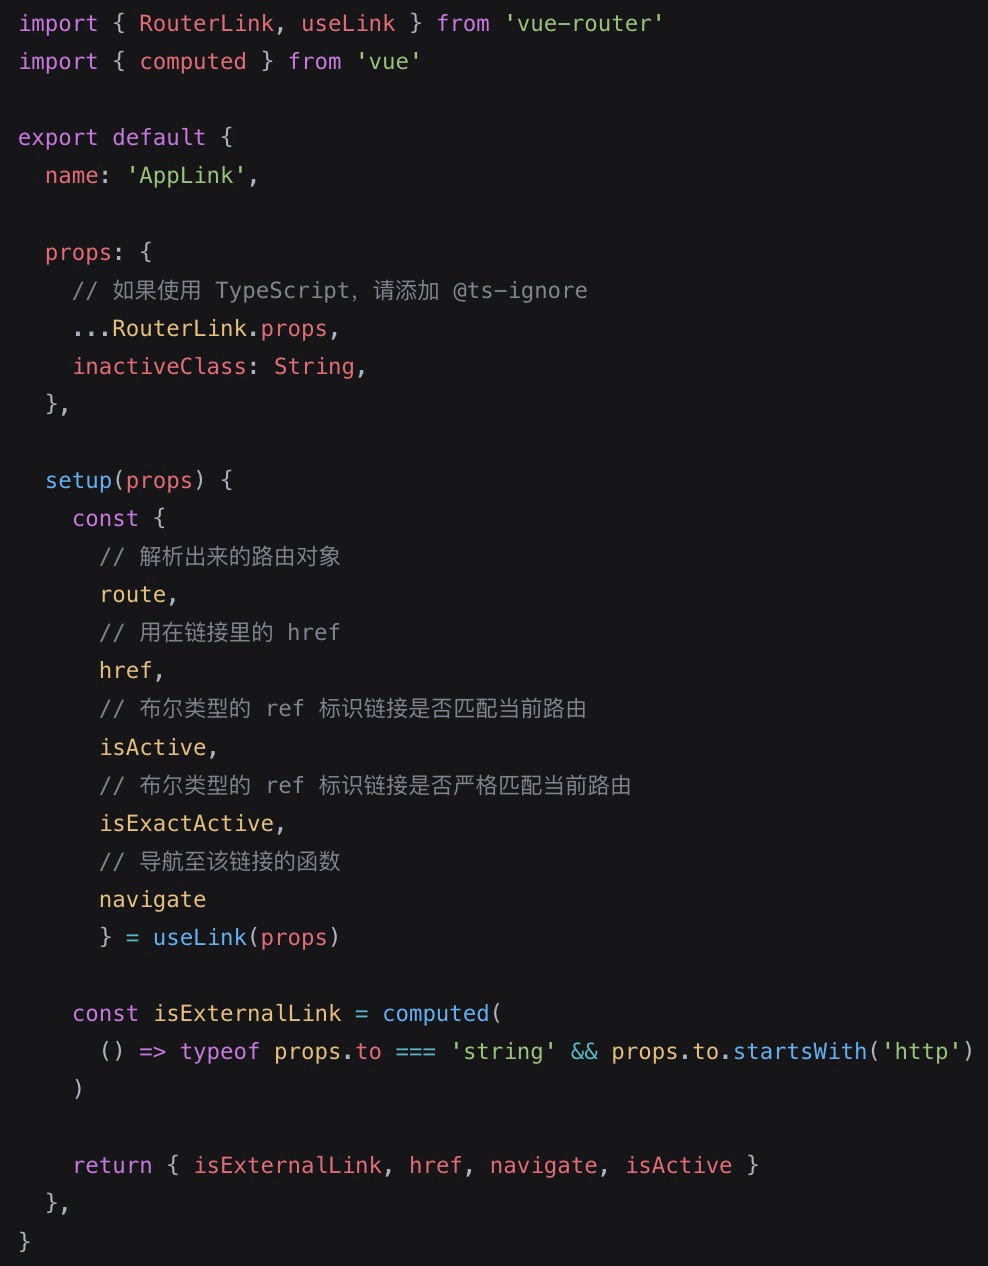 import { RouterLink, useLink } from 'vue-router'
import { computed } from 'vue'

export default {
  name: 'AppLink',

  props: {
    // 如果使用 TypeScript，请添加 @ts-ignore
    ...RouterLink.props,
    inactiveClass: String,
  },

  setup(props) {
    const {
      // 解析出来的路由对象
      route,
      // 用在链接里的 href
      href,
      // 布尔类型的 ref 标识链接是否匹配当前路由
      isActive,
      // 布尔类型的 ref 标识链接是否严格匹配当前路由
      isExactActive,
      // 导航至该链接的函数
      navigate
      } = useLink(props)

    const isExternalLink = computed(
      () => typeof props.to === 'string' && props.to.startsWith('http')
    )

    return { isExternalLink, href, navigate, isActive }
  },
}